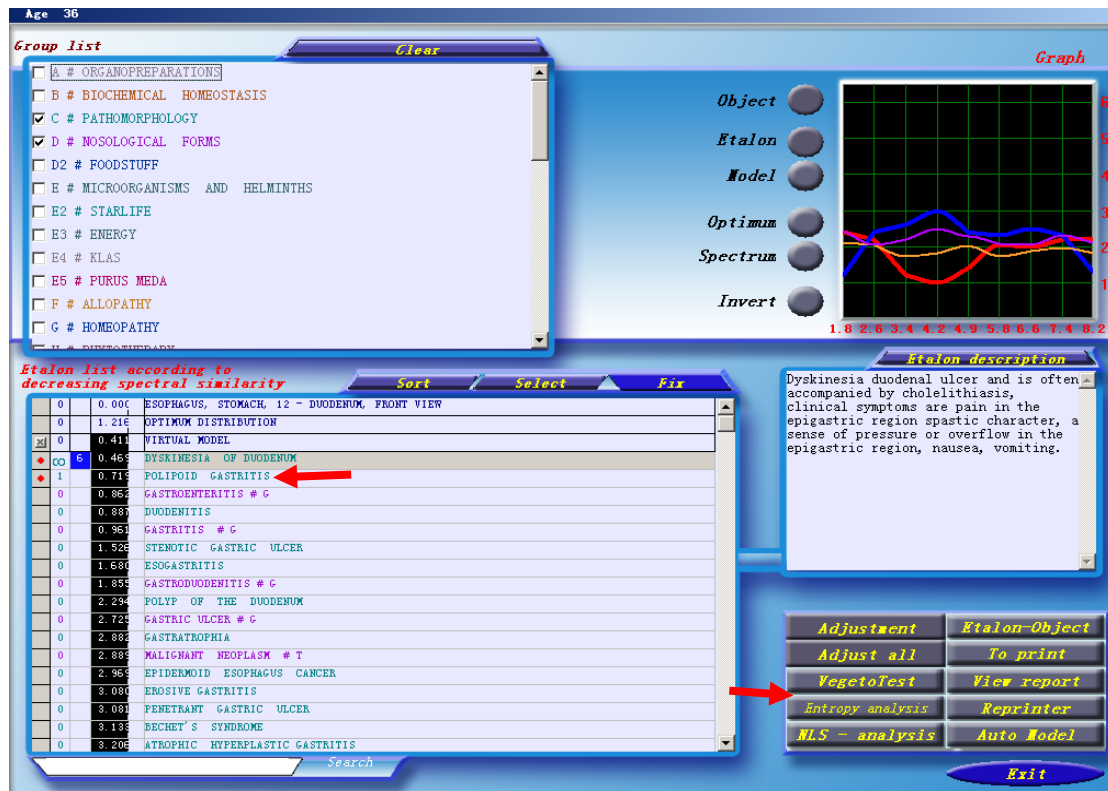 Age 36
Group list
Clear
A # ORGANOPREPARATIONS
B # BIOCHEMICAL HOMEOSTASIS
C # PATHOMORPHOLOGY
D # NOSOLOGICAL FORMS
D2 # FOODSTUFF
E # MICROORGANISMS AND HELMINTHS
E2 # STARLIFE
E3 # ENERGY
E4 # KLAS
E5 # PURUS MEDA
F # ALLOPATHY
G # HOMEOPATHY
Graph
Object
Etalon
Model
Optimum
Spectrum
Invert
6
5
4
3
2
1
1.8 2.6 3.4 4.2 4.9 5.8 6.6 7.4 8.2
Etalon list according to
decreasing spectral similarity
Sort
Select
Fix
0 0.000 ESOPHAGUS, STOMACH, 12 - DUODENUM, FRONT VIEW
0 1.216 OPTIMUM DISTRIBUTION
0 0.411 VIRTUAL MODEL
∞ 6 0.469 DYSKINESIA OF DUODENUM
1 0.719 POLIPOID GASTRITIS
0 0.862 GASTROENTERITIS # G
0 0.887 DUODENITIS
0 0.961 GASTRITIS # G
0 1.526 STENOTIC GASTRIC ULCER
0 1.680 ESOGASTRITIS
0 1.855 GASTRODUODENITIS # G
0 2.294 POLYP OF THE DUODENUM
0 2.725 GASTRIC ULCER # G
0 2.882 GASTRATROPHIA
0 2.889 MALIGNANT NEOPLASM # T
0 2.969 EPIDERMOID ESOPHAGUS CANCER
0 3.080 EROSIVE GASTRITIS
0 3.081 PENETRANT GASTRIC ULCER
0 3.133 BECHET'S SYNDROME
0 3.206 ATROPHIC HYPERPLASTIC GASTRITIS
Search
Etalon description
Dyskinesia duodenal ulcer and is often
accompanied by cholelithiasis,
clinical symptoms are pain in the
epigastric region spastic character, a
sense of pressure or overflow in the
epigastric region, nausea, vomiting.
Adjustment
Etalon-Object
Adjust all
To print
VegetoTest
View report
Entropy analysis
Reprinter
NLS - analysis
Auto Model
Exit